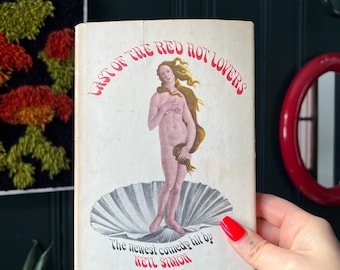 LAST OF THE RED HOT LOVERS
The newest comedy hit by
NEIL SIMON